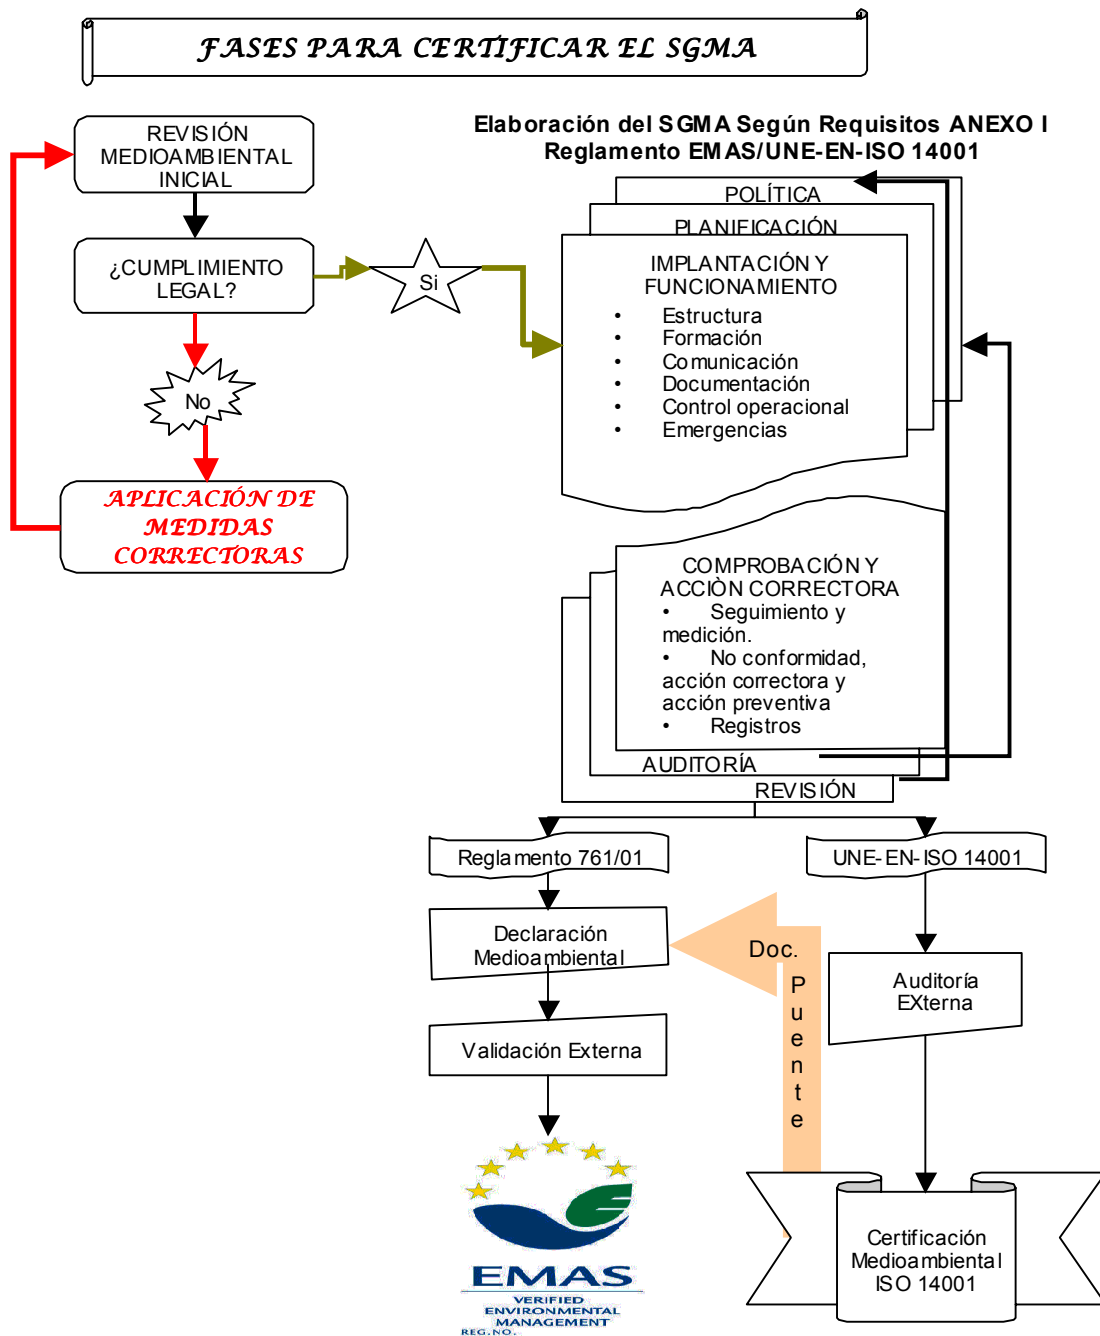 FASES PARA CERTIFICAR EL SGMA
REVISIÓN
MEDIOAMBIENTAL
INICIAL
¿CUMPLIMIENTO
LEGAL?
Si
No
APLICACIÓN DE
MEDIDAS
CORRECTORAS
Elaboración del SGMA Según Requisitos ANEXO I
Reglamento EMAS/UNE-EN-ISO 14001
POLÍTICA
PLANIFICACIÓN
IMPLANTACIÓN Y
FUNCIONAMIENTO
• Estructura
• Formación
• Comunicación
• Documentación
• Control operacional
• Emergencias
COMPROBACIÓN Y
ACCIÒN CORRECTORA
• Seguimiento y
medición.
• No conformidad,
acción correctora y
acción preventiva
• Registros
AUDITORÍA
REVISIÓN
Reglamento 761/01
UNE-EN-ISO 14001
Declaración
Medioambiental
Doc.
Puente
Auditoría
EXterna
Validación Externa
EMAS
VERIFIED
ENVIRONMENTAL
MANAGEMENT
REG.NO.
Certificación
Medioambiental
ISO 14001